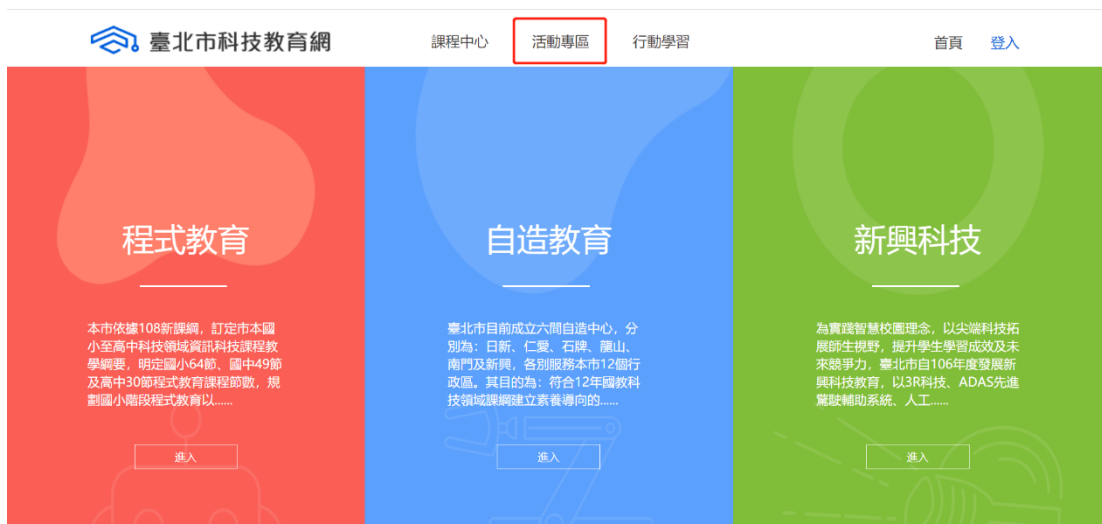 臺北市科技教育網
課程中心 活動專區 行動學習
首頁 登入
程式教育
本市依據108新課綱，訂定市本國
小至高中科技領域資訊科技課程教
學綱要，明定國小64節、國中49節
及高中30節程式教育課程節數，規
劃國小階段程式教育以......
進入
自造教育
臺北市目前成立六間自造中心，分
別為：日新、仁愛、石牌、龍山、
南門及新興，各別服務本市12個行
政區。其目的為：符合12年國教科
技領域課綱建立素養導向的......
進入
新興科技
為實踐智慧校園理念，以尖端科技拓
展師生視野，提升學生學習成效及未
來競爭力，臺北市自106年度發展新
興科技教育，以3R科技、ADAS先進
駕駛輔助系統、人工......
進入